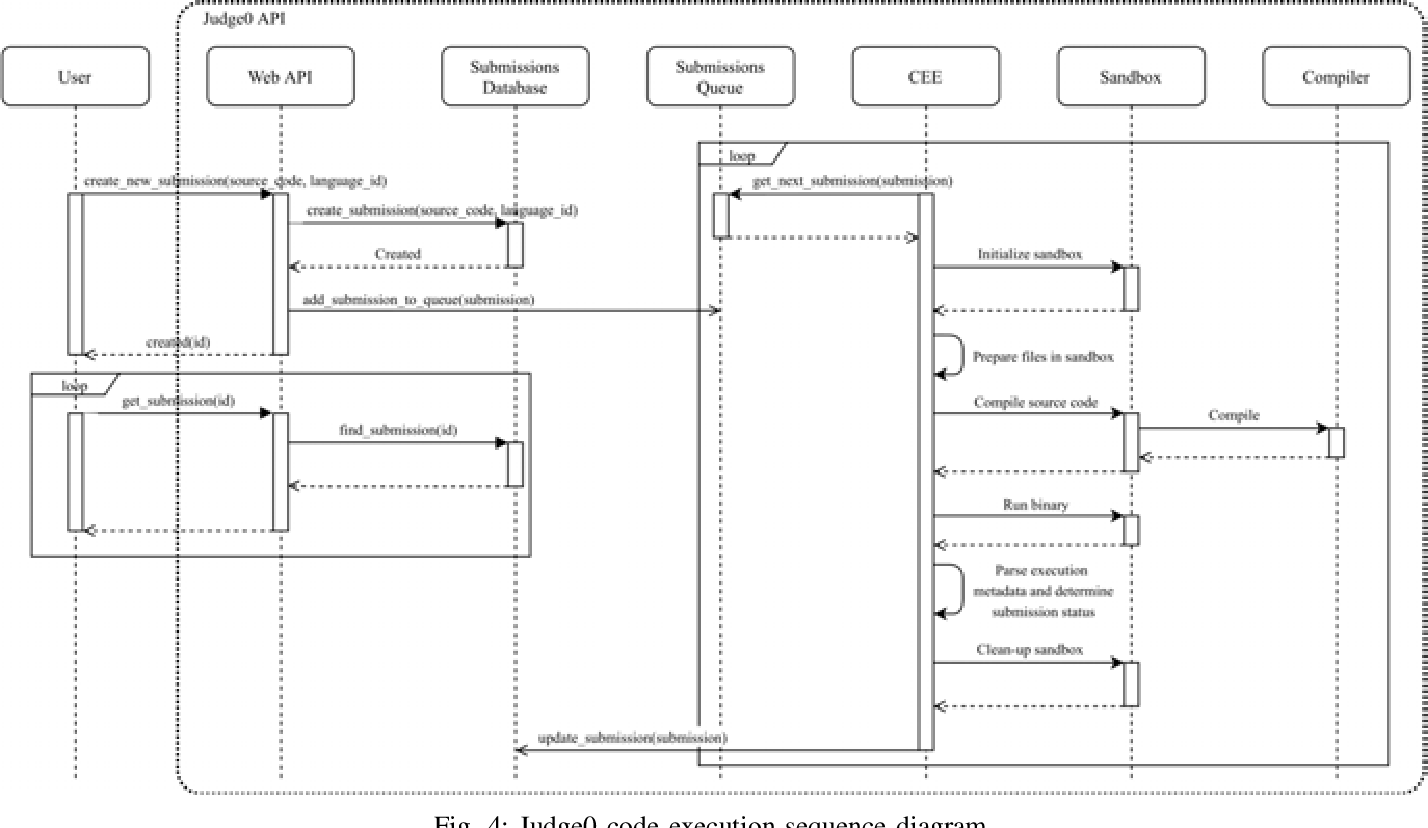 Judge0 API
User
Web API
Submissions
Database
Submissions
Queue
CEE
Sandbox
Compiler
loop
create_new_submission(source_code, language_id)
get_next_submission(submission)
create_submission(source_code, language_id)
Created
Initialize sandbox
add_submission_to_queue(submission)
created(id)
Prepare files in sandbox
loop
get_submission(id)
Compile source code
Compile
find_submission(id)
Run binary
Parse execution
metadata and determine
submission status
Clean-up sandbox
update_submission(submission)
Fig. 4: Judge0 code execution sequence diagram